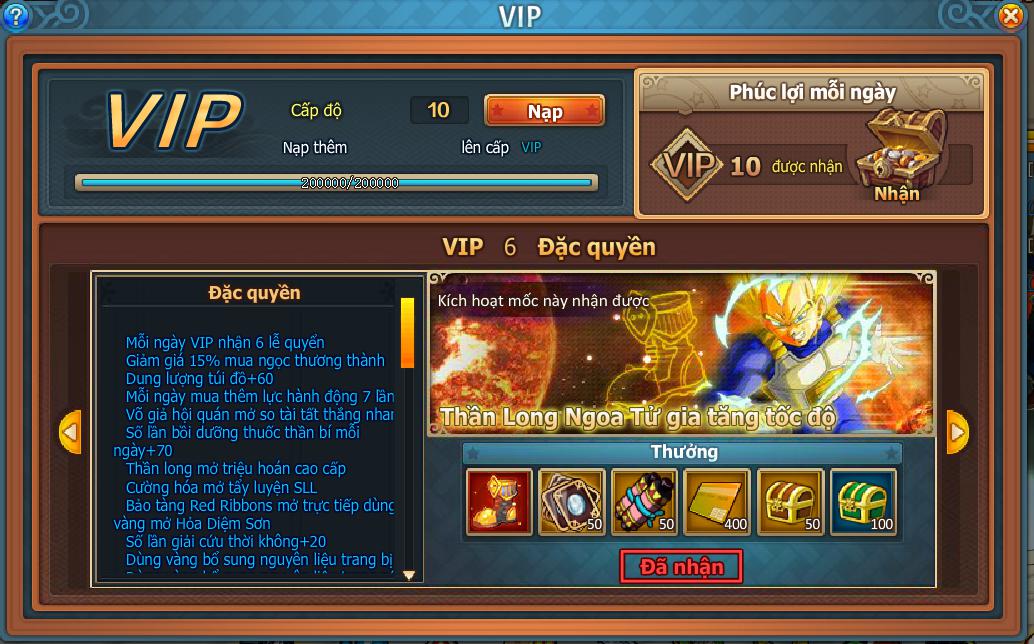 VIP
VIP
Cấp độ
10
Nạp
Nạp thêm
lên cấp VIP
200000/200000
Phúc lợi mỗi ngày
VIP 10 được nhận
Nhận
VIP 6 Đặc quyền
Đặc quyền
Mỗi ngày VIP nhận 6 lễ quyển
Giảm giá 15% mua ngọc thương thành
Dung lượng túi đồ+60
Mỗi ngày mua thêm lực hành động 7 lần
Võ giả hội quán mở so tài tất thắng nhan
Số lần bồi dưỡng thuốc thần bí mỗi
ngày+70
Thần long mở triệu hoán cao cấp
Cường hóa mở tẩy luyện SLL
Bảo tàng Red Ribbons mở trực tiếp dùng
vàng mở Hỏa Diệm Sơn
Số lần giải cứu thời không+20
Dùng vàng bổ sung nguyên liệu trang bị
Kích hoạt mốc này nhận được
Thần Long Ngoa Tử gia tăng tốc độ
Thưởng
50
50
400
50
100
Đã nhận